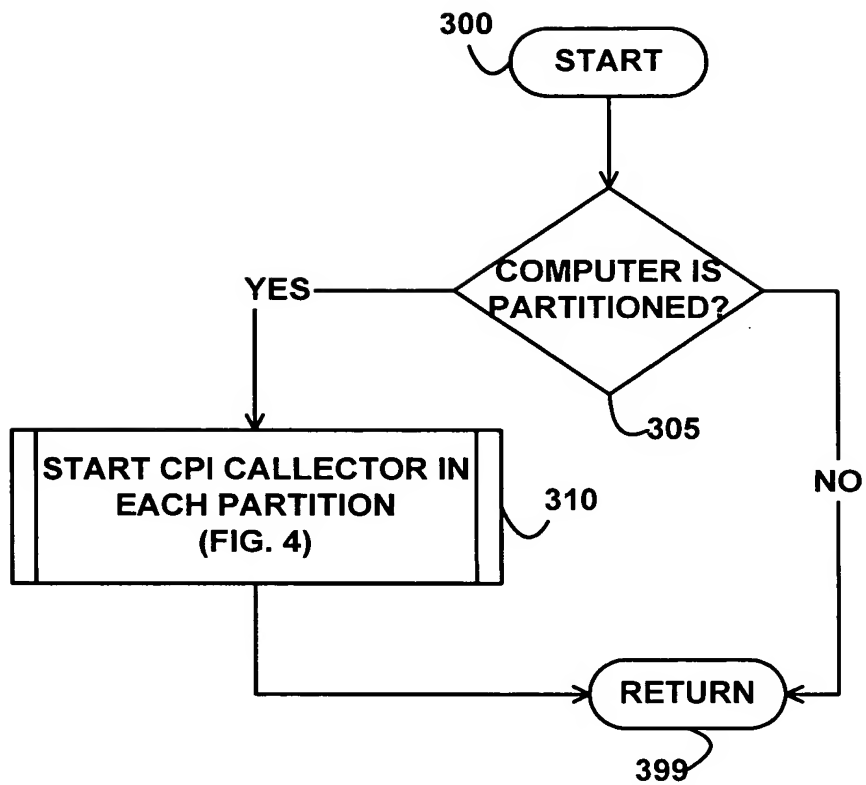 300
START
COMPUTER IS
PARTITIONED?
YES
305
START CPI CALLECTOR IN
EACH PARTITION
(FIG. 4)
310
NO
RETURN
399